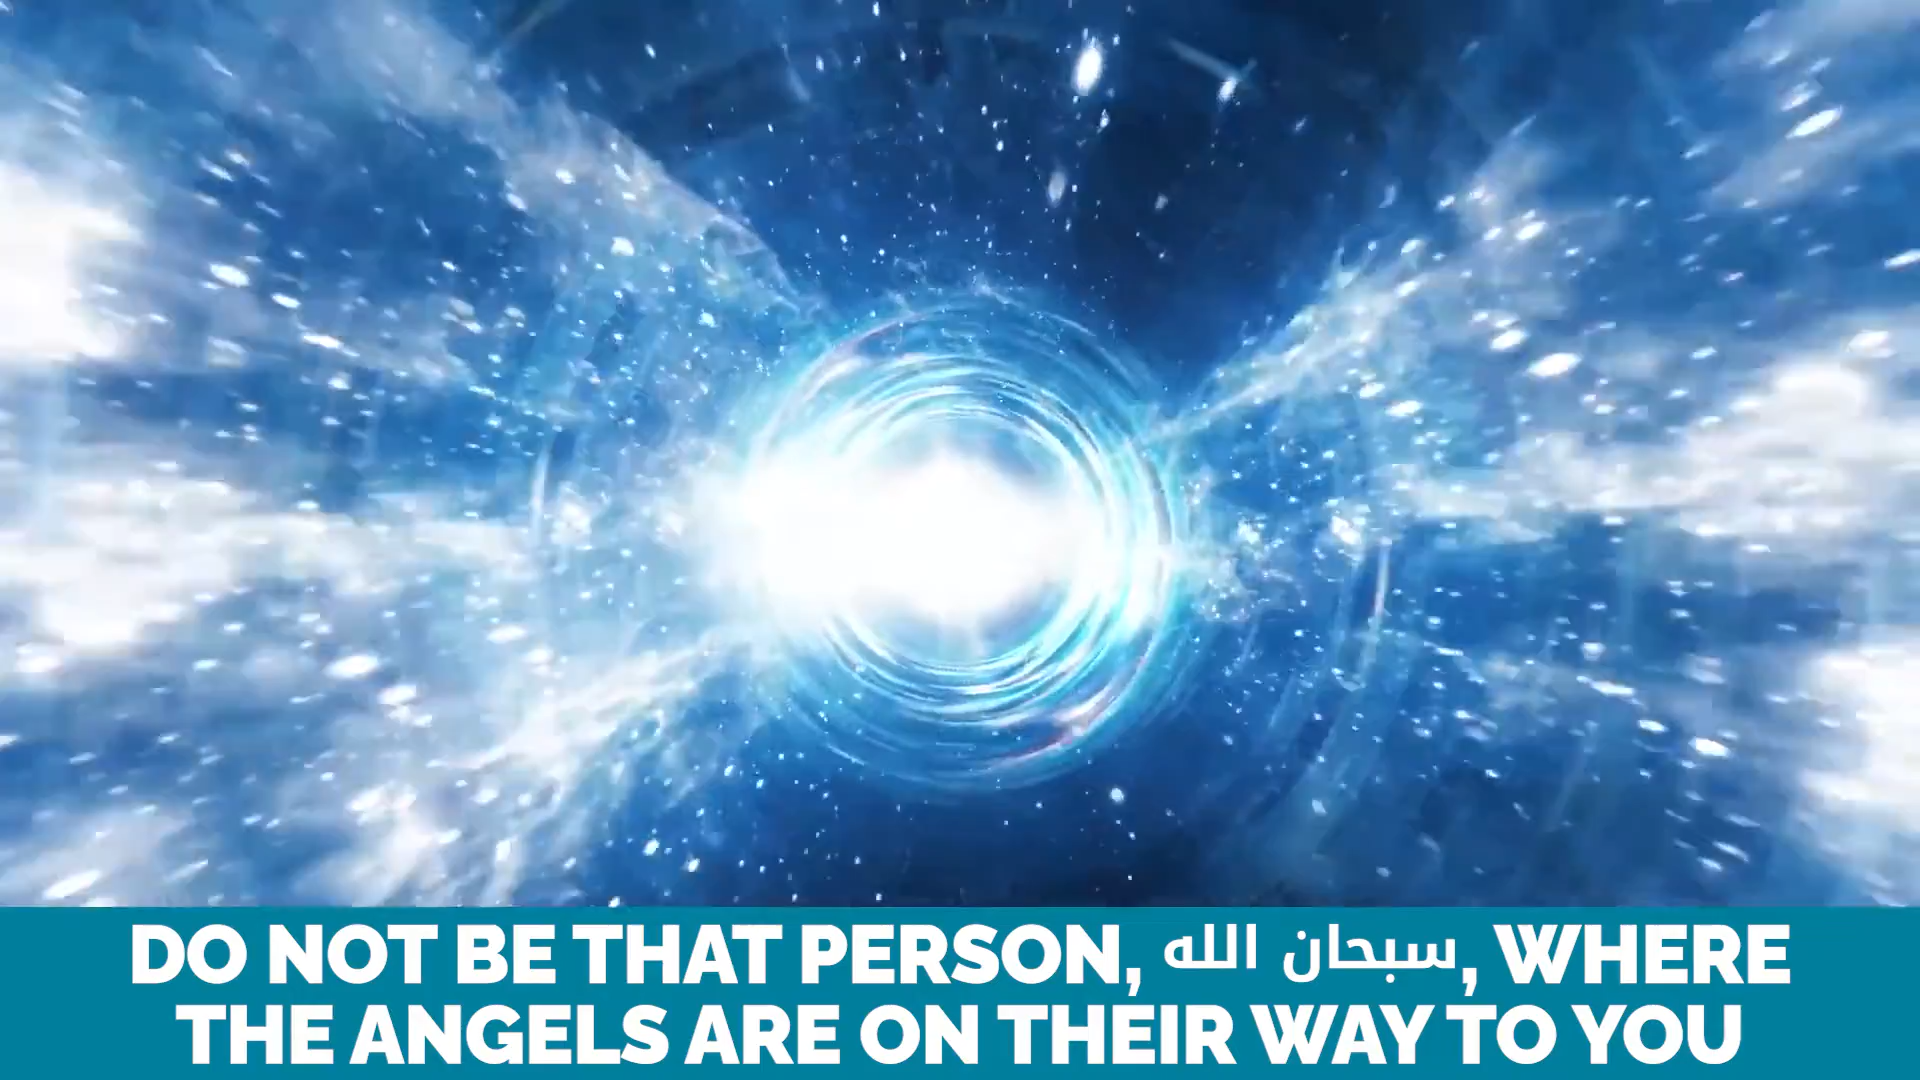 DO NOT BE THAT PERSON, سبحان الله, WHERE
THE ANGELS ARE ON THEIR WAY TO YOU